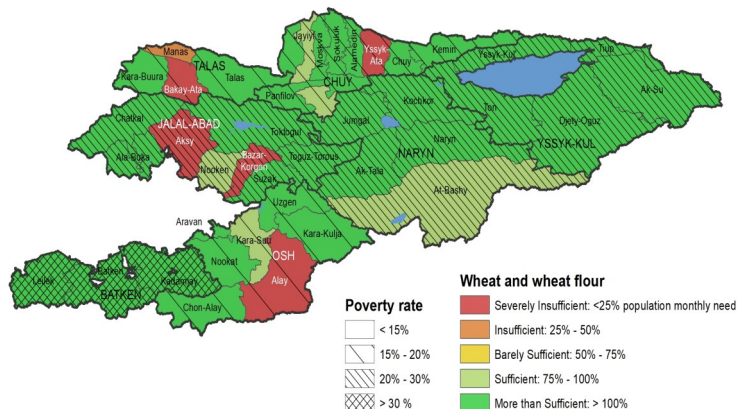 Manas
TALAS
Kara-Buura
Talas
Bakay-Ata
Jayyl
Moskva
Sokuluk
Alamedin
Yssyk
Ata
Chuy
Kemin
Yssyk-Kul
Tiup
CHUY
Panfilov
Ak-Su
Kochkor
Ton
Chatkal
JALAL-ABAD
Aksy
Toktogul
Jumgal
Djety-Oguz
Naryn
YSSYK-KUL
Ala-Buka
Bazar-
Korgon
Nooken
Suzak
Toguz-Torous
NARYN
Ak-Tala
At-Bashy
Uzgen
Aravan
Kara-Suu
Kara-Kulja
OSH
Nookat
Alay
Leilek
Batken
BATKEN
Kadamjay
Chon-Alay
Poverty rate
< 15%
15% - 20%
20% - 30%
> 30 %
Wheat and wheat flour
Severely Insufficient: <25% population monthly need
Insufficient: 25% - 50%
Barely Sufficient: 50% - 75%
Sufficient: 75% - 100%
More than Sufficient: > 100%